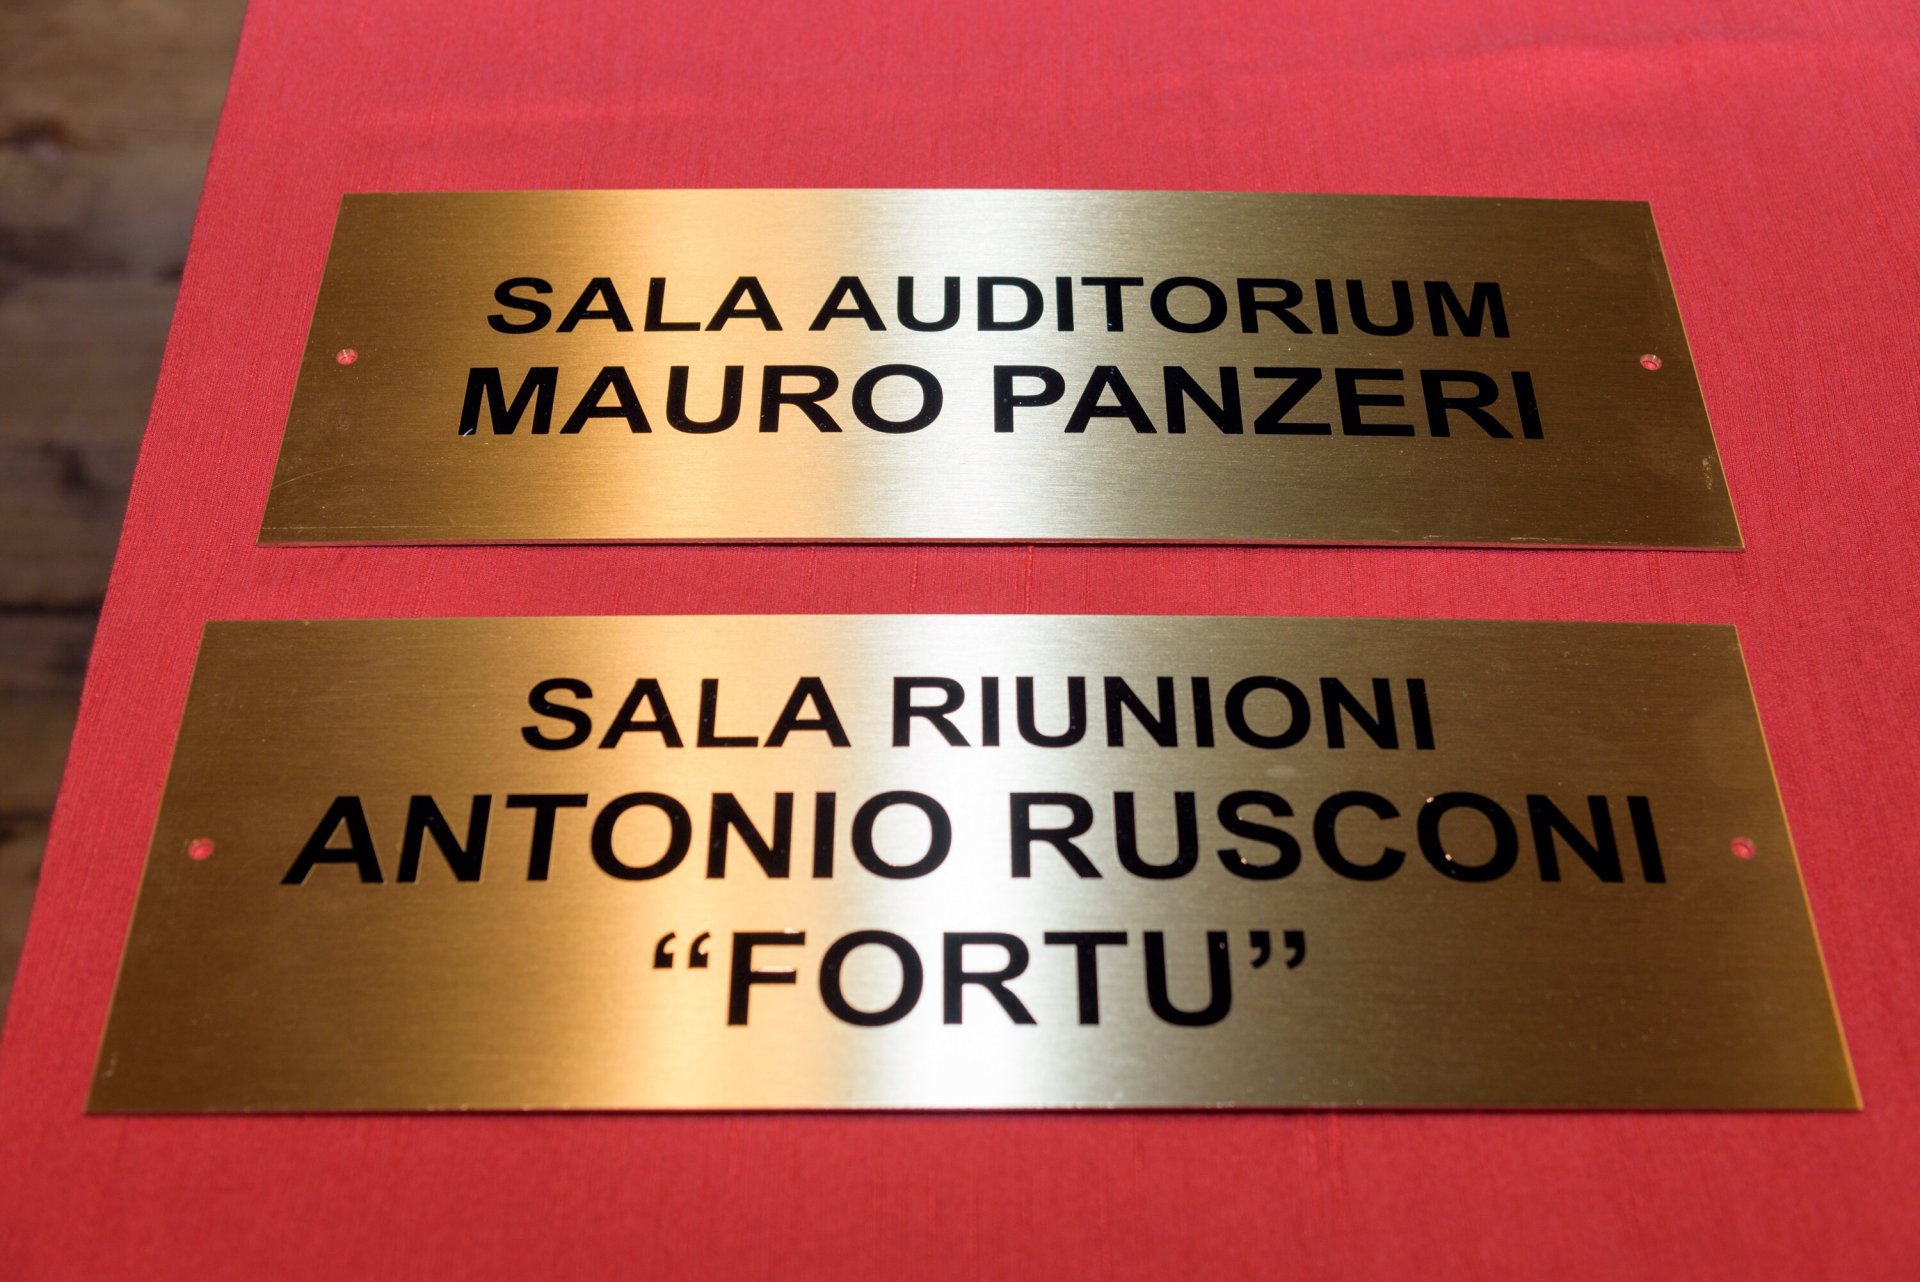 SALA AUDITORIUM
MAURO PANZERI
SALA RIUNIONI
ANTONIO RUSCONI
“FORTU”